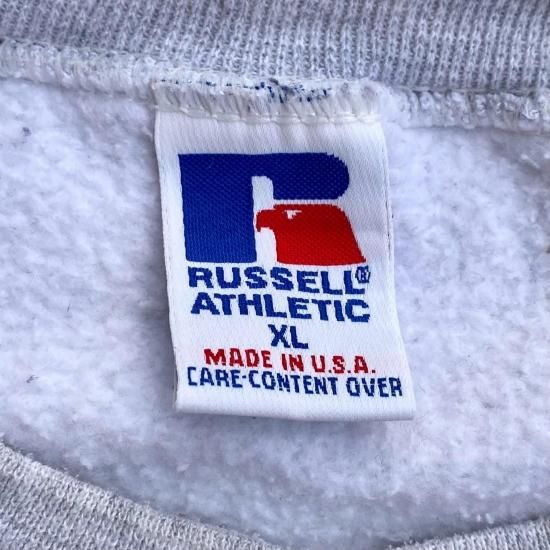 RUSSELL®
ATHLETIC
XL
MADE IN U.S.A.
CARE-CONTENT OVER